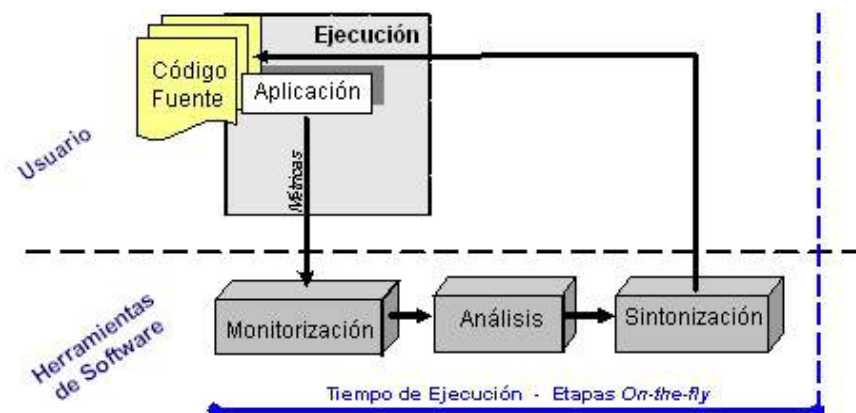 Ejecución
Código
Fuente
Aplicación
Métricas
Usuario
Monitorización
Análisis
Sintonización
Herramientas
de Software
Tiempo de Ejecución - Etapas On-the-fly